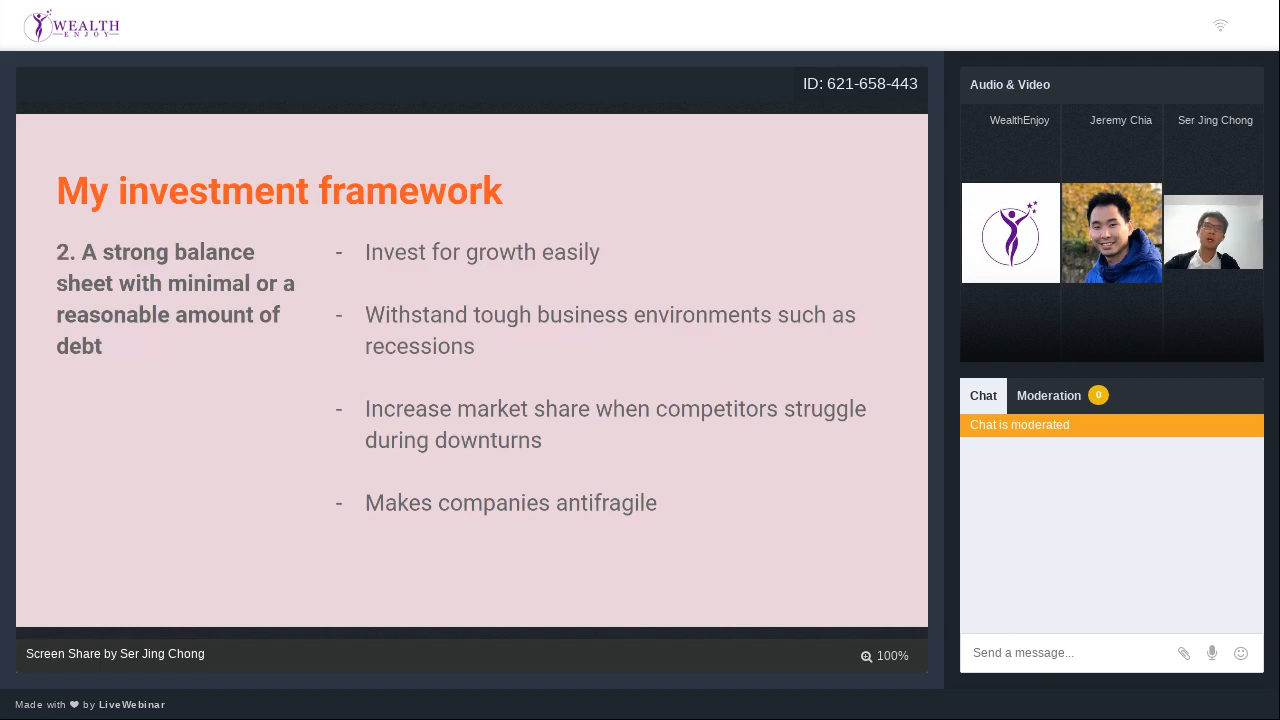 WEALTH
ENJOY
ID: 621-658-443
My investment framework
2. A strong balance
sheet with minimal or a
reasonable amount of
debt
- Invest for growth easily
- Withstand tough business environments such as
recessions
- Increase market share when competitors struggle
during downturns
- Makes companies antifragile
Screen Share by Ser Jing Chong
100%
Audio & Video
WealthEnjoy
Jeremy Chia
Ser Jing Chong
Chat
Moderation 0
Chat is moderated
Send a message...
Made with ❤ by LiveWebinar